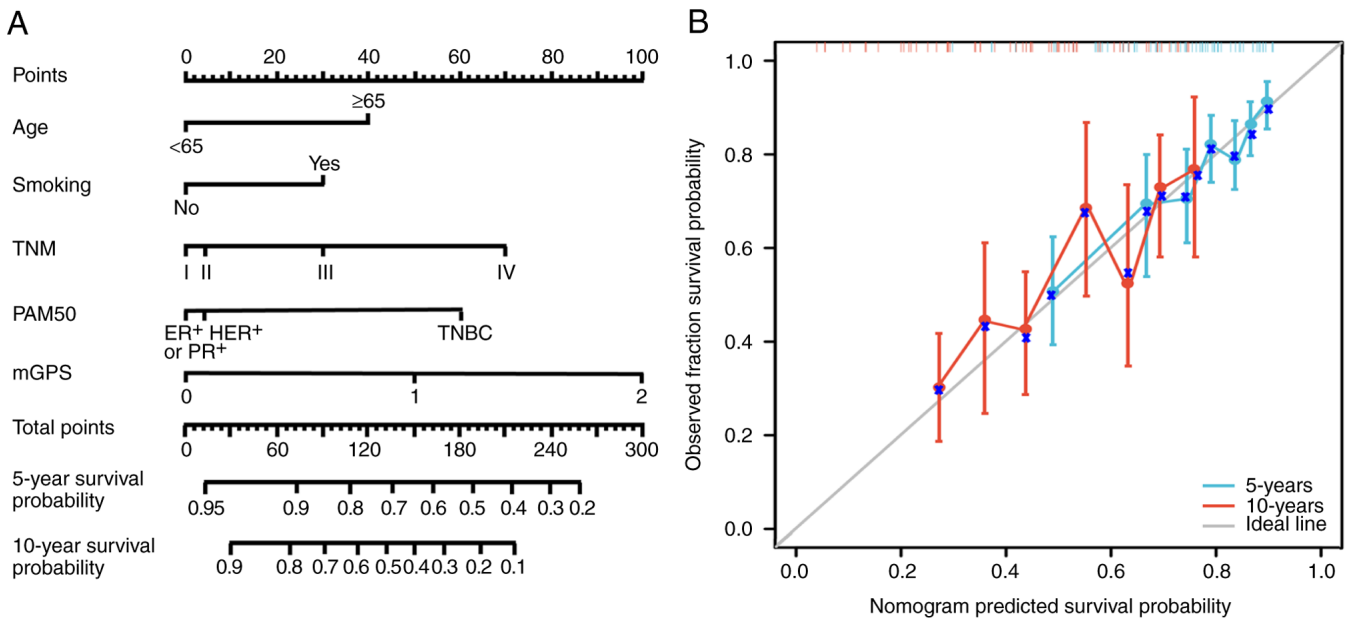 A
Points
0 20 40 60 80 100
Age
≥65
<65
Smoking
Yes
No
TNM
I II III IV
PAM50
ER+ HER+ TNBC
or PR+
mGPS
0 1 2
Total points
0 60 120 180 240 300
5-year survival
probability
0.95 0.9 0.8 0.7 0.6 0.5 0.4 0.3 0.2
10-year survival
probability
0.9 0.8 0.7 0.6 0.5 0.4 0.3 0.2 0.1
B
Observed fraction survival probability
1.0
0.8
0.6
0.4
0.2
0.0
5-years
10-years
Ideal line
0.0 0.2 0.4 0.6 0.8 1.0
Nomogram predicted survival probability